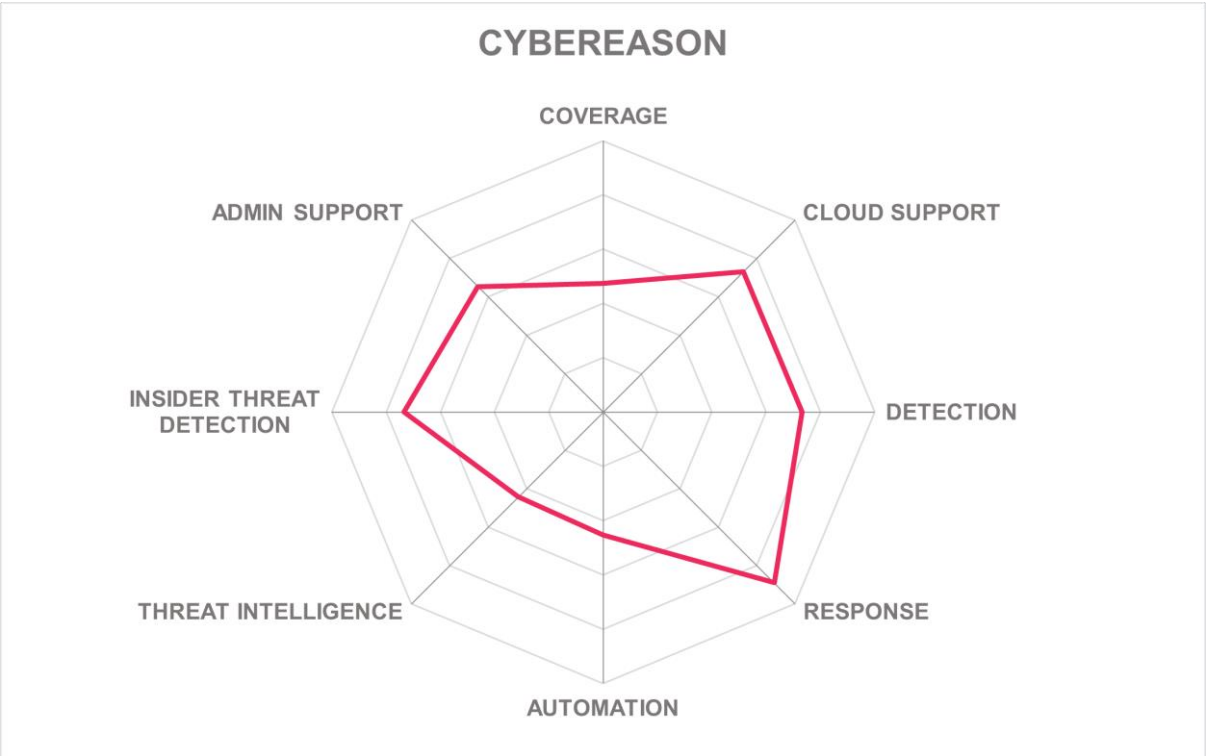 CYBEREASON
COVERAGE
ADMIN SUPPORT
CLOUD SUPPORT
INSIDER THREAT
DETECTION
DETECTION
THREAT INTELLIGENCE
RESPONSE
AUTOMATION